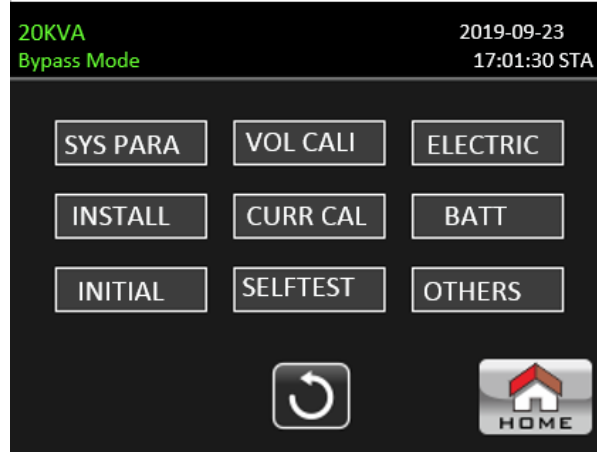 20KVA 2019-09-23
Bypass Mode 17:01:30 STA
SYS PARA VOL CALI ELECTRIC
INSTALL CURR CAL BATT
INITIAL SELFTEST OTHERS
HOME